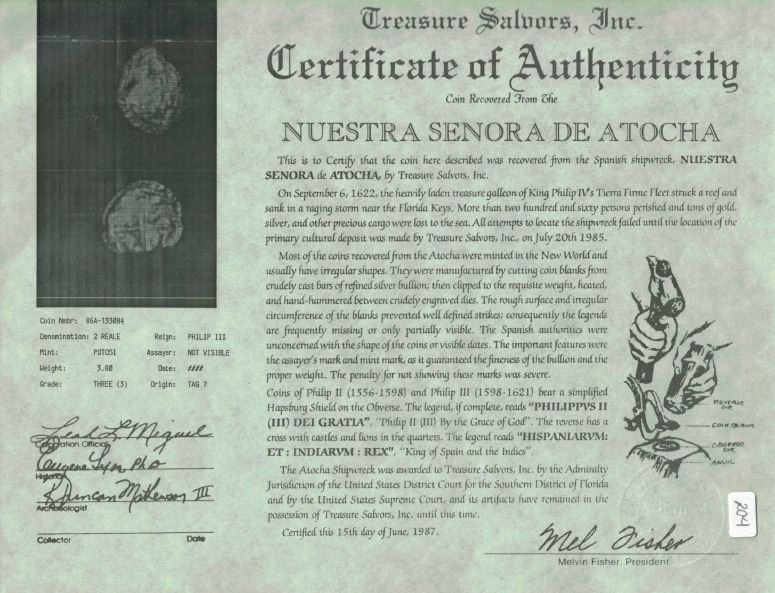 Treasure Salvors, Inc.
Certificate of Authenticity
Coin Recovered From The
NUESTRA SENORA DE ATOCHA
This is to Certify that the coin here described was recovered from the Spanish shipwreck, NUESTRA
SENORA de ATOCHA, by Treasure Salvors, Inc.
On September 6, 1622, the heavily laden treasure galleon of King Philip IV's Tierra Firme Fleet struck a reef and
sank in a raging storm near the Florida Keys. More than two hundred and sixty persons perished and tons of gold,
silver, and other precious cargo were lost to the sea. All attempts to locate the shipwreck failed until the location of the
primary cultural deposit was made by Treasure Salvors, Inc., on July 20th 1985.
Most of the coins recovered from the Atocha were minted in the New World and
usually have irregular shapes. They were manufactured by cutting coin blanks from
crudely cast bars of refined silver bullion; then clipped to the requisite weight, heated,
and hand-hammered between crudely engraved dies. The rough surface and irregular
circumference of the blanks prevented well defined strikes; consequently the legends
are frequently missing or only partially visible. The Spanish authorities were
unconcerned with the shape of the coins or visible dates. The important features were
the assayer's mark and mint mark, as it guaranteed the fineness of the bullion and the
proper weight. The penalty for not showing these marks was severe.
Coins of Philip II (1556-1598) and Philip III (1598-1621) bear a simplified
Hapsburg Shield on the Obverse. The legend, if complete, reads "PHILIPPVS II
(III) DEI GRATIA". "Philip II (III) By the Grace of God". The reverse has a
cross with castles and lions in the quarters. The legend reads "HISPANIARVM:
ET : INDIARVM : REX", "King of Spain and the Indies".
The Atocha Shipwreck was awarded to Treasure Salvors, Inc. by the Admiralty
Jurisdiction of the United States District Court for the Southern District of Florida
and by the United States Supreme Court, and its artifacts have remained in the
possession of Treasure Salvors, Inc. until this time.
Certified this 15th day of June, 1987.
Mel Fisher
Melvin Fisher, President
REVERSE DIE
COIN BLANK
OBVERSE DIE
ANVIL
204
Coin Nmbr: 86A-133084
Denomination: 2 REALE Reign: PHILIP III
Mint: POTOSI Assayer: NOT VISIBLE
Weight: 3.80 Date: ####
Grade: THREE (3) Origin: TAG 7
Leah L Miguel
Official
Eugene Lyon PhD
Historian
R Duncan Mathewson III
Archaeologist
Collector Date